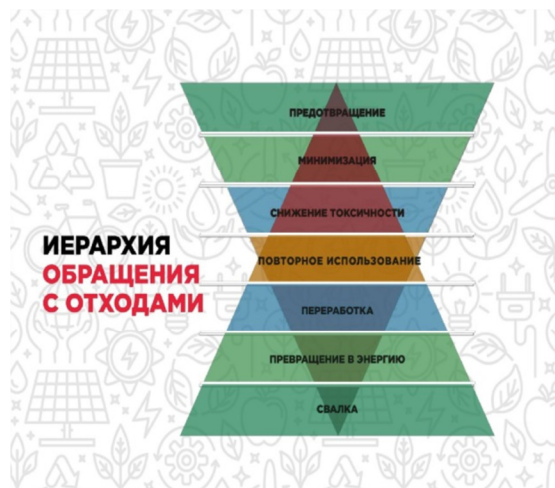 ПРЕДОТВРАЩЕНИЕ
МИНИМИЗАЦИЯ
СНИЖЕНИЕ ТОКСИЧНОСТИ
ИЕРАРХИЯ
ОБРАЩЕНИЯ
С ОТХОДАМИ
ПОВТОРНОЕ ИСПОЛЬЗОВАНИЕ
ПЕРЕРАБОТКА
ПРЕВРАЩЕНИЕ В ЭНЕРГИЮ
СВАЛКА